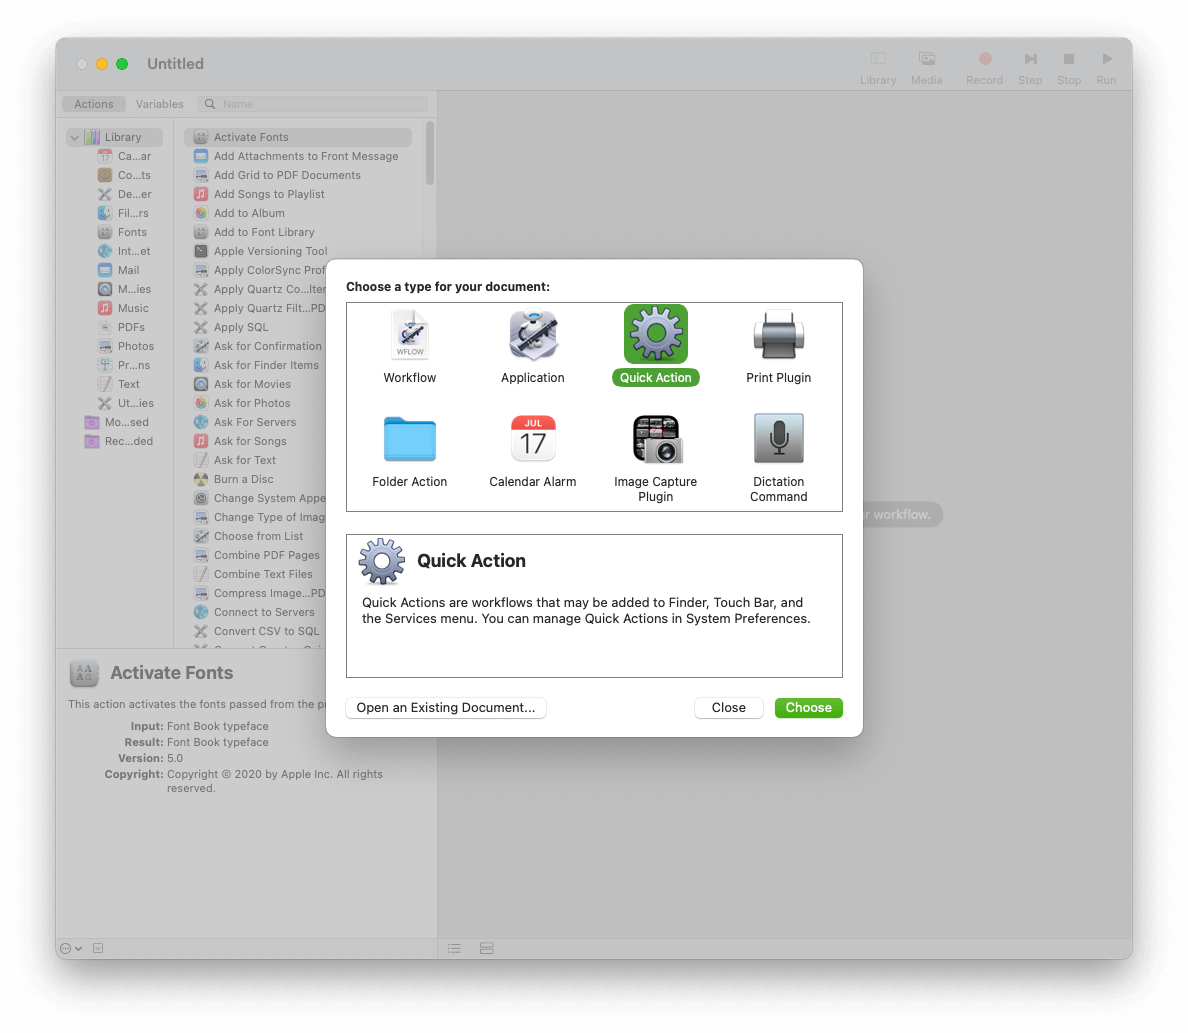 Untitled
Library
Media
Record
Step
Stop
Run
Actions
Variables
Name
Library
Ca...ar
Co...ts
De...er
Fil...rs
Fonts
Int...et
Mail
M...ies
Music
PDFs
Photos
Pr...ns
Text
Ut...ies
Mo...sed
Rec...ded
Activate Fonts
Add Attachments to Front Message
Add Grid to PDF Documents
Add Songs to Playlist
Add to Album
Add to Font Library
Apple Versioning Tool
Apply ColorSync Prof
Apply Quartz Co...Iter
Apply Quartz Filt...PD
Apply SQL
Ask for Confirmation
Ask for Finder Items
Ask for Movies
Ask for Photos
Ask For Servers
Ask for Songs
Ask for Text
Burn a Disc
Change System Appe
Change Type of Imag
Choose from List
Combine PDF Pages
Combine Text Files
Compress Image...PD
Connect to Servers
Convert CSV to SQL
Activate Fonts
This action activates the fonts passed from the p
Input: Font Book typeface
Result: Font Book typeface
Version: 5.0
Copyright: Copyright © 2020 by Apple Inc. All rights
reserved.
workflow.
Choose a type for your document:
WFLOW
Workflow
Application
Quick Action
Print Plugin
JUL
17
Folder Action
Calendar Alarm
Image Capture
Plugin
Dictation
Command
Quick Action
Quick Actions are workflows that may be added to Finder, Touch Bar, and
the Services menu. You can manage Quick Actions in System Preferences.
Open an Existing Document...
Close
Choose